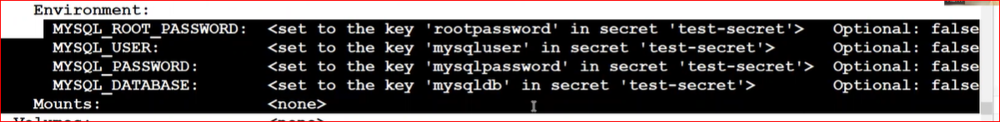 Environment:
MYSQL_ROOT_PASSWORD: <set to the key 'rootpassword' in secret 'test-secret'> Optional: false
MYSQL_USER: <set to the key 'mysqluser' in secret 'test-secret'> Optional: false
MYSQL_PASSWORD: <set to the key 'mysqlpassword' in secret 'test-secret'> Optional: false
MYSQL_DATABASE: <set to the key 'mysqldb' in secret 'test-secret'> Optional: false
Mounts: <none>